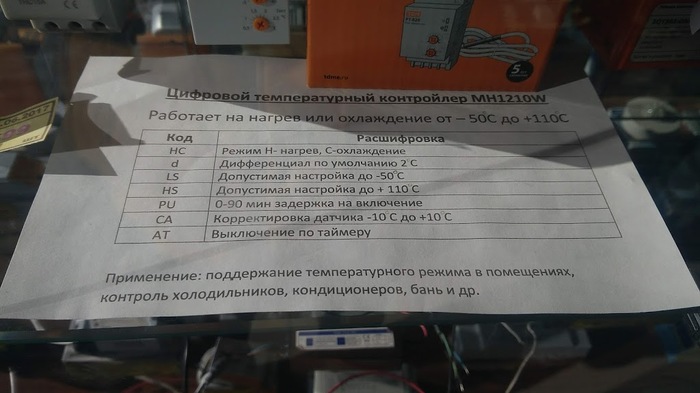 Цифровой температурный контройлер MH1210W
Работает на нагрев или охлаждение от – 50С до +110С
Код Расшифровка
HC Режим Н- нагрев, С-охлаждение
d Дифференциал по умолчанию 2°С
LS Допустимая настройка до -50°С
HS Допустимая настройка до + 110°С
PU 0-90 мин задержка на включение
CA Корректировка датчика -10°С до +10°С
AT Выключение по таймеру
Применение: поддержание температурного режима в помещениях,
контроль холодильников, кондиционеров, бань и др.